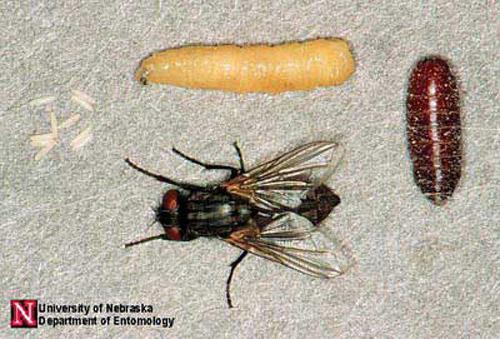 N
University of Nebraska
Department of Entomology